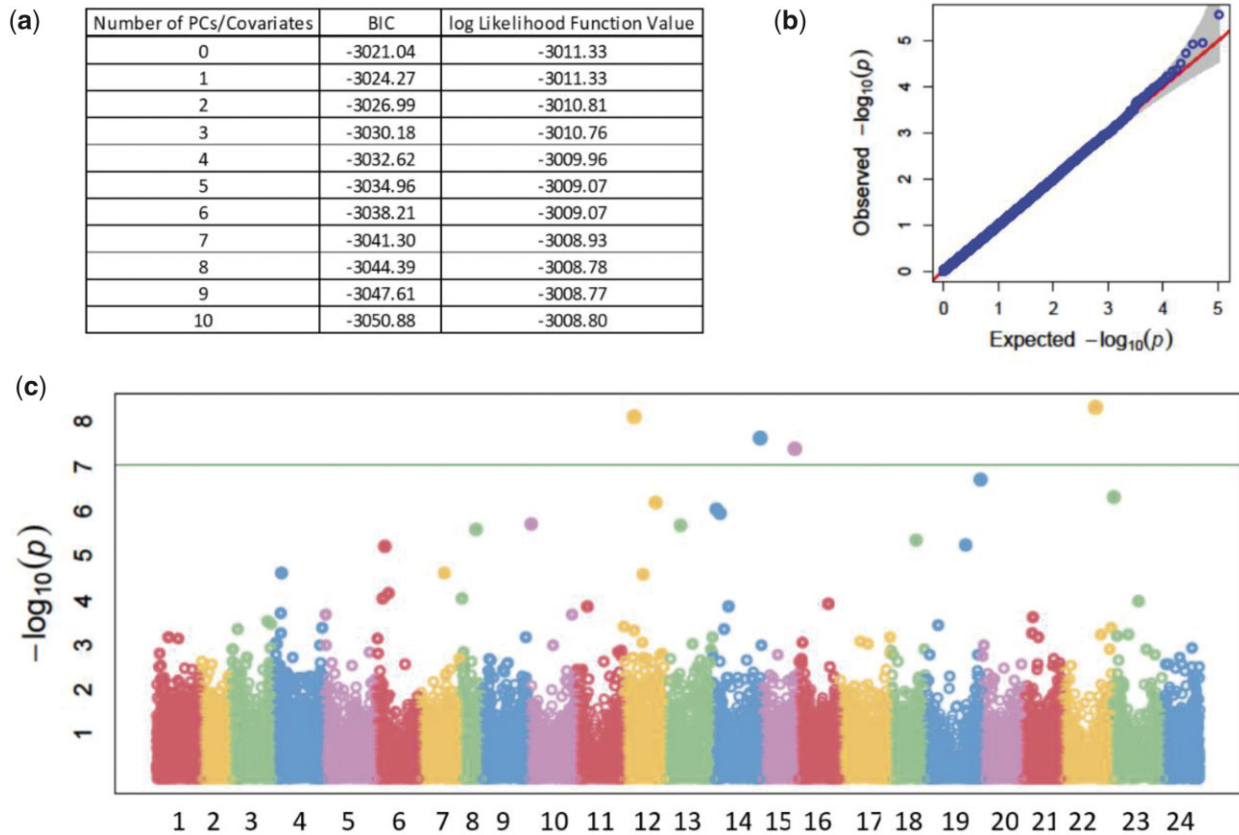 (a)
Number of PCs/Covariates BIC log Likelihood Function Value
0 -3021.04 -3011.33
1 -3024.27 -3011.33
2 -3026.99 -3010.81
3 -3030.18 -3010.76
4 -3032.62 -3009.96
5 -3034.96 -3009.07
6 -3038.21 -3009.07
7 -3041.30 -3008.93
8 -3044.39 -3008.78
9 -3047.61 -3008.77
10 -3050.88 -3008.80
(b)
Observed −log10(p)
5
4
3
2
1
0
0 1 2 3 4 5
Expected −log10(p)
(c)
−log10(p)
8
7
6
5
4
3
2
1
1 2 3 4 5 6 7 8 9 10 11 12 13 14 15 16 17 18 19 20 21 22 23 24